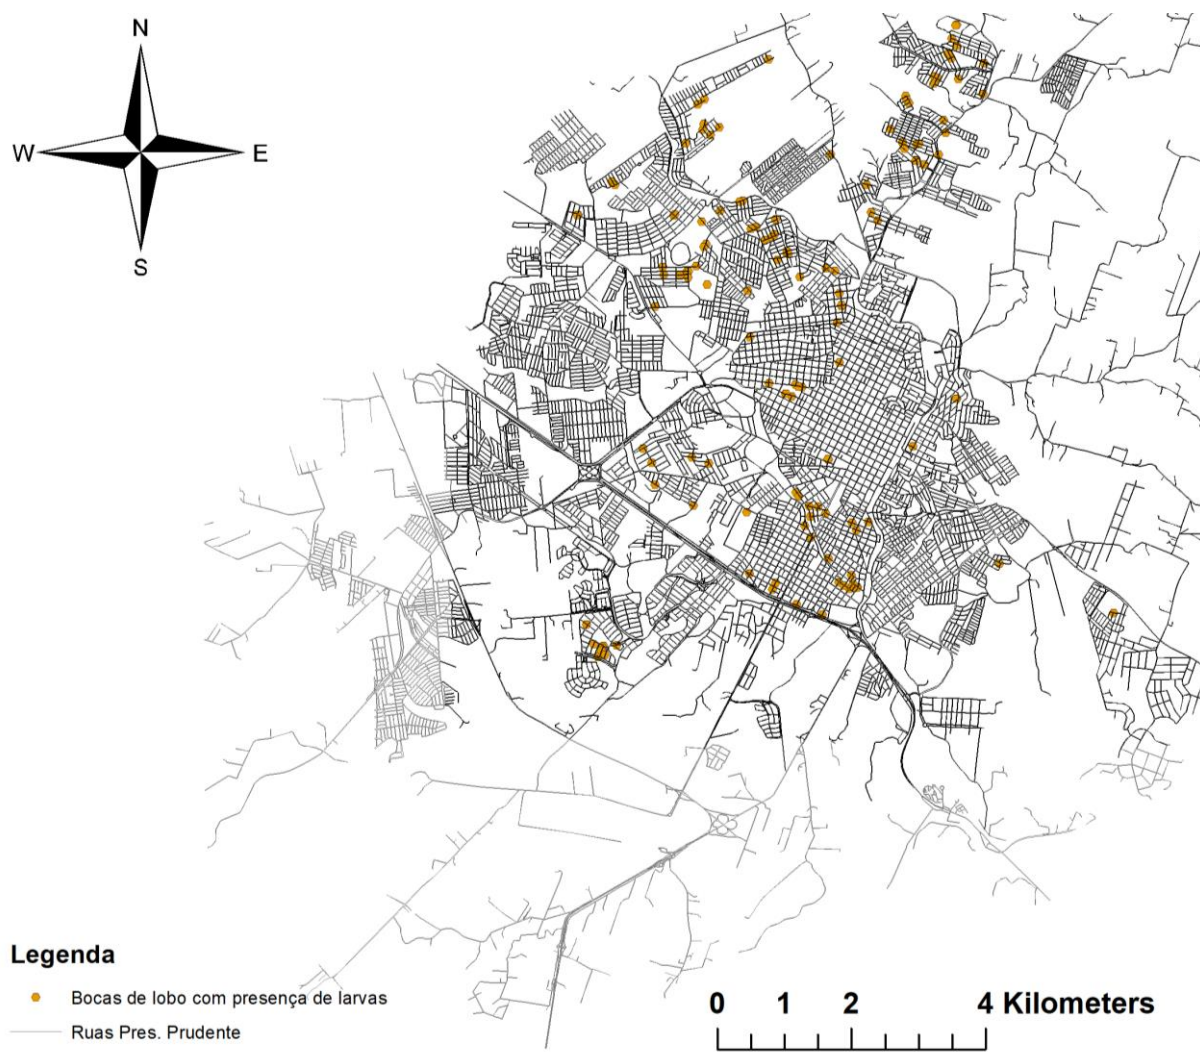 N
W E
S
Legenda
Bocas de lobo com presença de larvas
Ruas Pres. Prudente
0 1 2 4 Kilometers